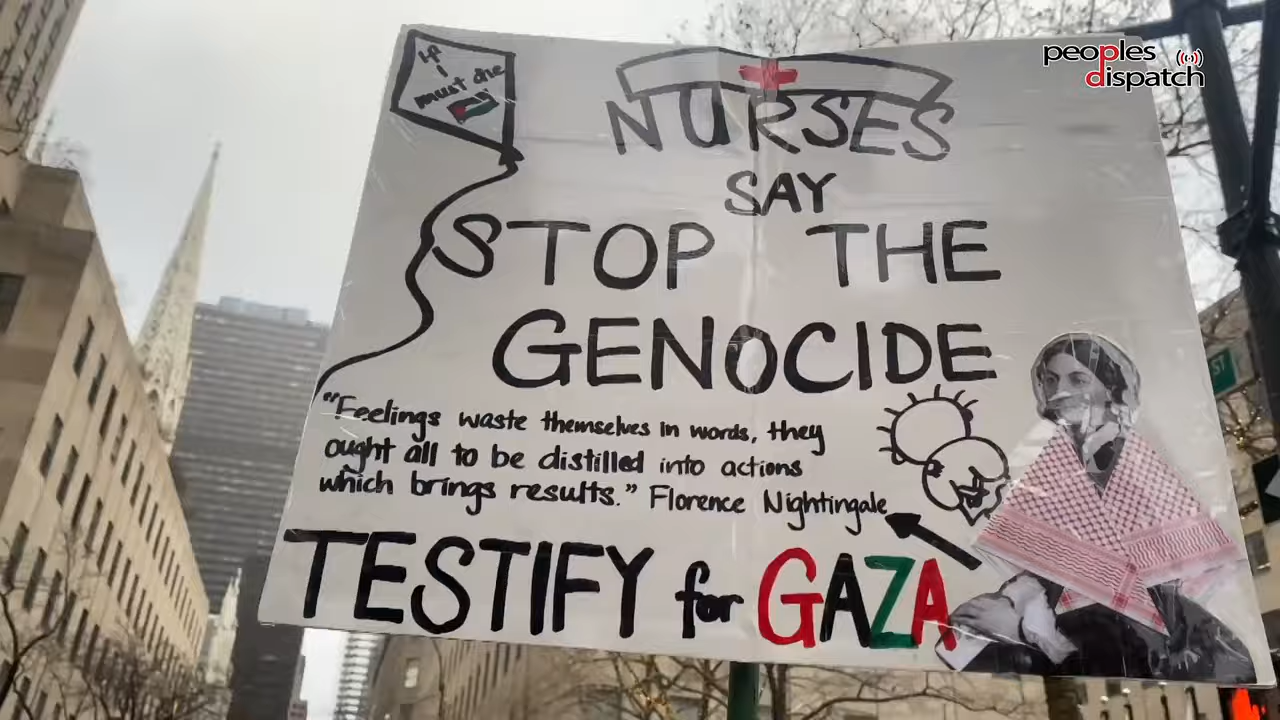 peoples
dispatch
If
i
must die
NURSES
SAY
STOP THE
GENOCIDE
"Feelings waste themselves in words, they
ought all to be distilled into actions
which brings results." Florence Nightingale
TESTIFY for GAZA
ST